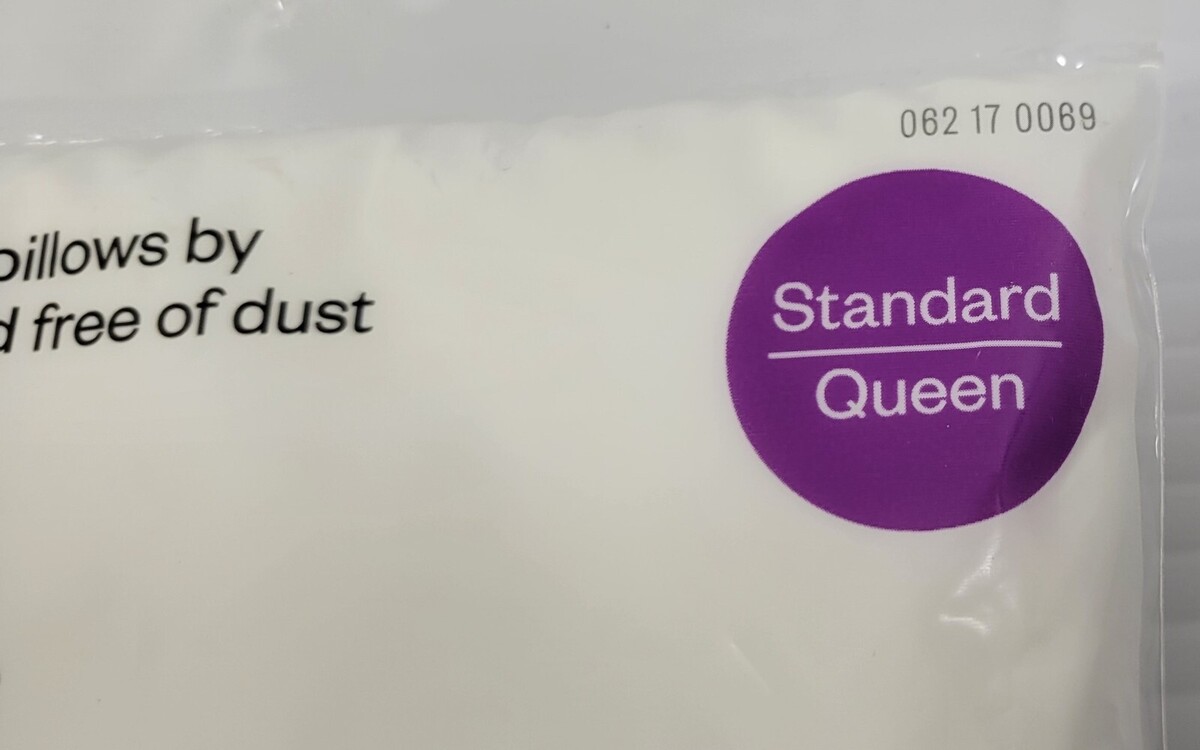 062 17 0069
pillows by
free of dust
Standard
Queen